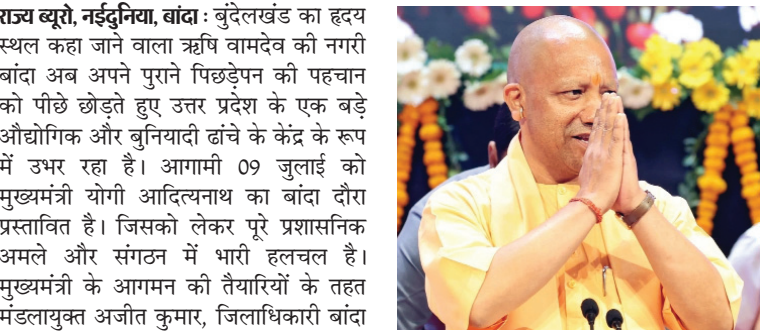 राज्य ब्यूरो, नईदुनिया, बांदा : बुंदेलखंड का हृदय
स्थल कहा जाने वाला ऋषि वामदेव की नगरी
बांदा अब अपने पुराने पिछड़ेपन की पहचान
को पीछे छोड़ते हुए उत्तर प्रदेश के एक बड़े
औद्योगिक और बुनियादी ढांचे के केंद्र के रूप
में उभर रहा है। आगामी 09 जुलाई को
मुख्यमंत्री योगी आदित्यनाथ का बांदा दौरा
प्रस्तावित है। जिसको लेकर पूरे प्रशासनिक
अमले और संगठन में भारी हलचल है।
मुख्यमंत्री के आगमन की तैयारियों के तहत
मंडलायुक्त अजीत कुमार, जिलाधिकारी बांदा